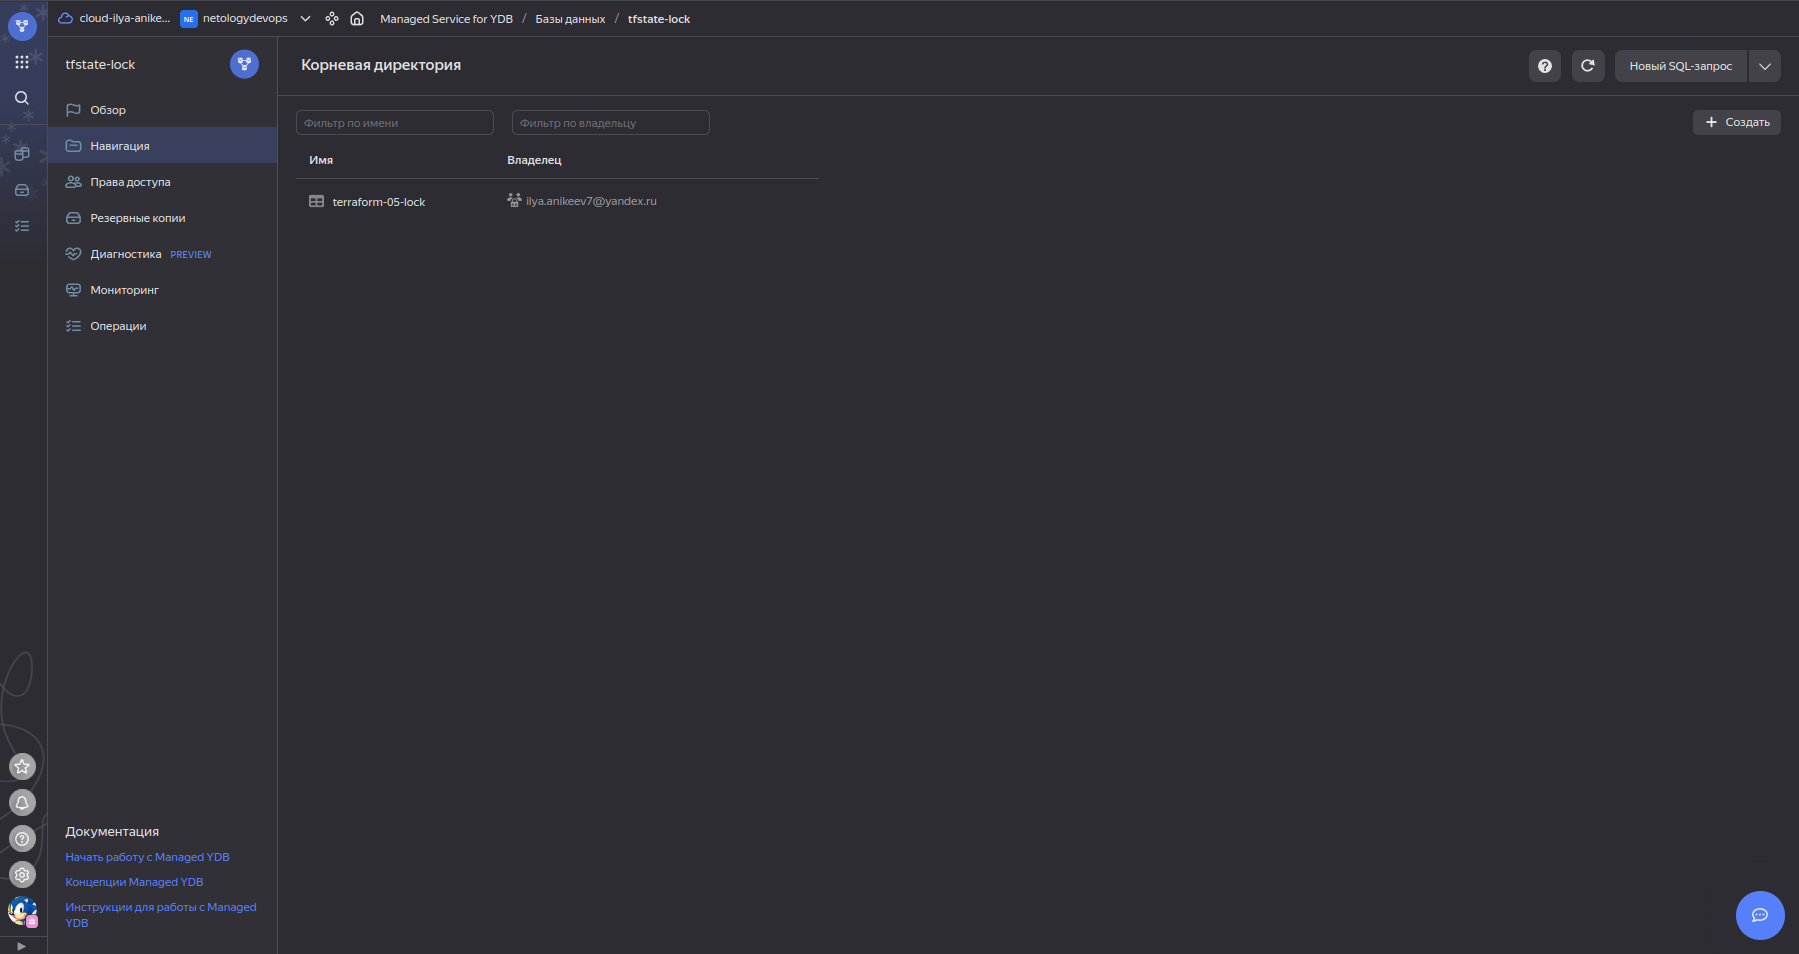 cloud-ilya-anike...
NE
netologydevops
Managed Service for YDB / Базы данных / tfstate-lock
tfstate-lock
Обзор
Навигация
Права доступа
Резервные копии
Диагностика PREVIEW
Мониторинг
Операции
Документация
Начать работу с Managed YDB
Концепции Managed YDB
Инструкции для работы с Managed
YDB
Корневая директория
Новый SQL-запрос
Фильтр по имени
Фильтр по владельцу
Создать
Имя Владелец
terraform-05-lock ilya.anikeev7@yandex.ru